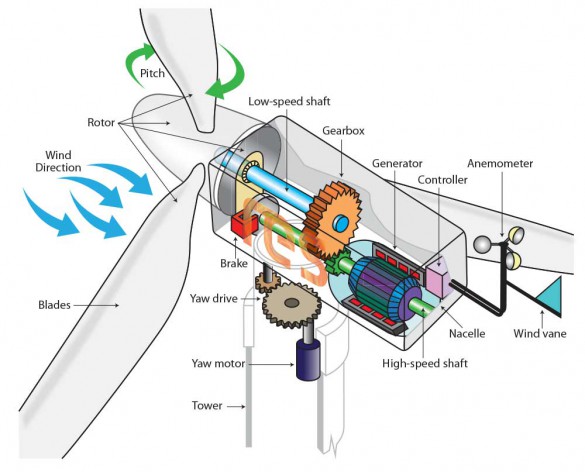 Pitch
Low-speed shaft
Rotor
Gearbox
Wind
Direction
Generator
Anemometer
Controller
Brake
Yaw drive
Blades
Nacelle
Wind vane
Yaw motor
High-speed shaft
Tower